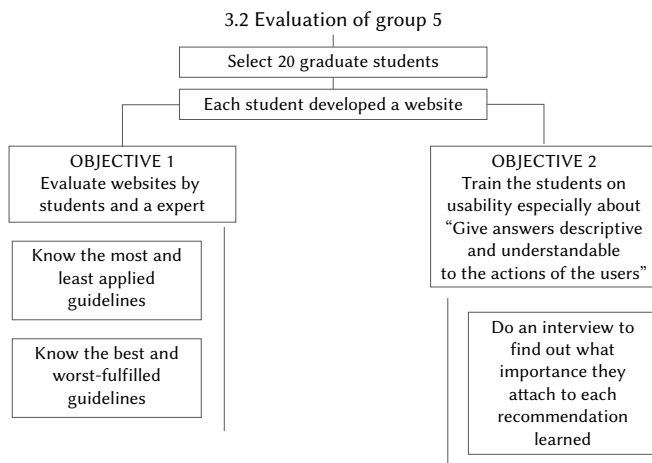 3.2 Evaluation of group 5
Select 20 graduate students
Each student developed a website
OBJECTIVE 1
Evaluate websites by
students and a expert
Know the most and
least applied
guidelines
Know the best and
worst-fulfilled
guidelines
OBJECTIVE 2
Train the students on
usability especially about
“Give answers descriptive
and understandable
to the actions of the users”
Do an interview to
find out what
importance they
attach to each
recommendation
learned